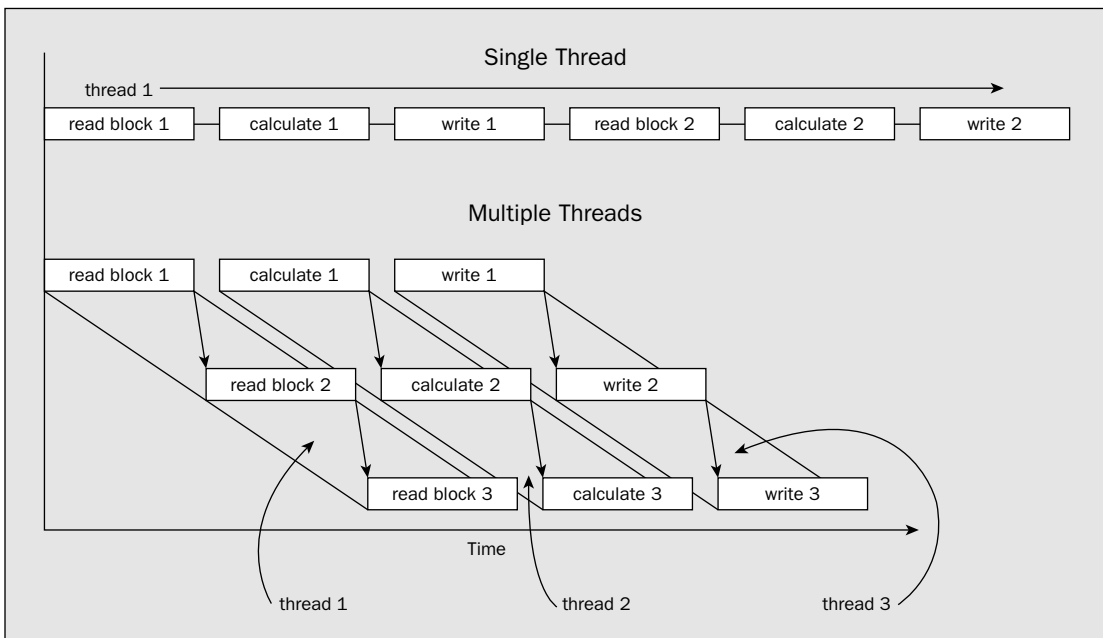 Single Thread
thread 1
read block 1 calculate 1 write 1 read block 2 calculate 2 write 2
Multiple Threads
read block 1 calculate 1 write 1
read block 2 calculate 2 write 2
read block 3 calculate 3 write 3
Time
thread 1 thread 2 thread 3